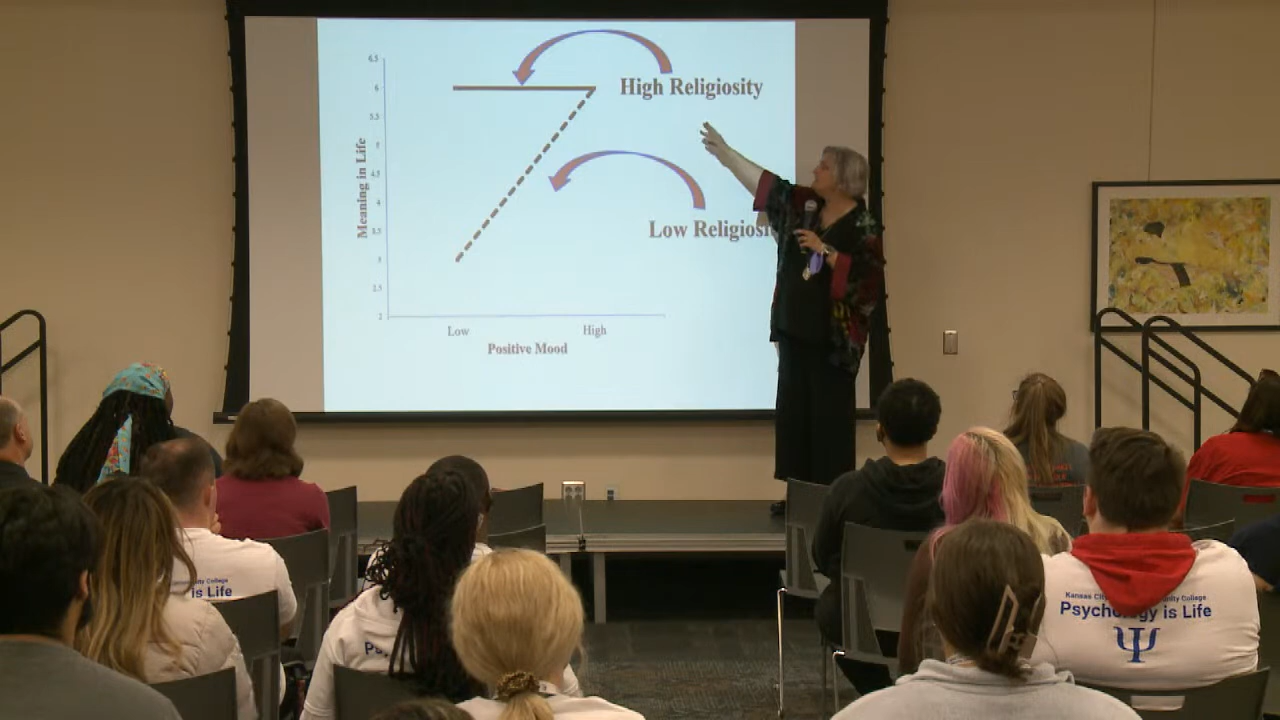 6.5
6
5.5
5
4.5
4
3.5
3
2.5
2
Meaning in Life
High Religiosity
Low Religiosi
Low
High
Positive Mood
is Life
Psychology is Life
Ψ